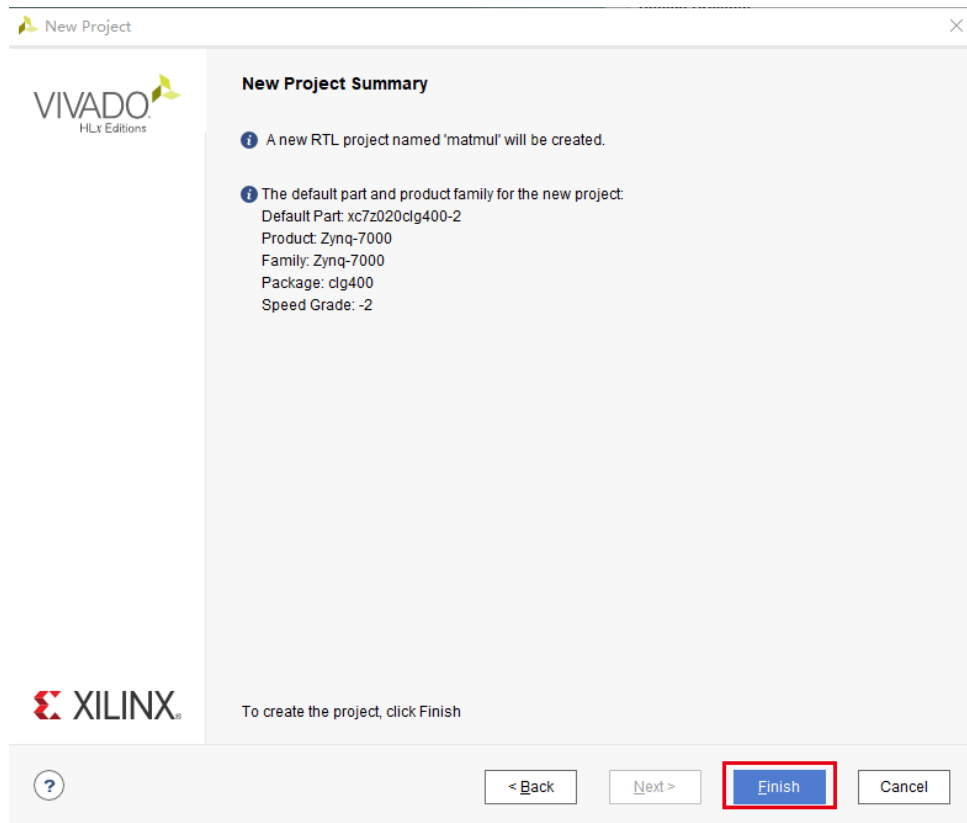 New Project
VIVADO.
HLx Editions
New Project Summary
A new RTL project named 'matmul' will be created.
The default part and product family for the new project:
Default Part: xc7z020clg400-2
Product: Zynq-7000
Family: Zynq-7000
Package: clg400
Speed Grade: -2
XILINX®
To create the project, click Finish
?
< Back
Next >
Finish
Cancel